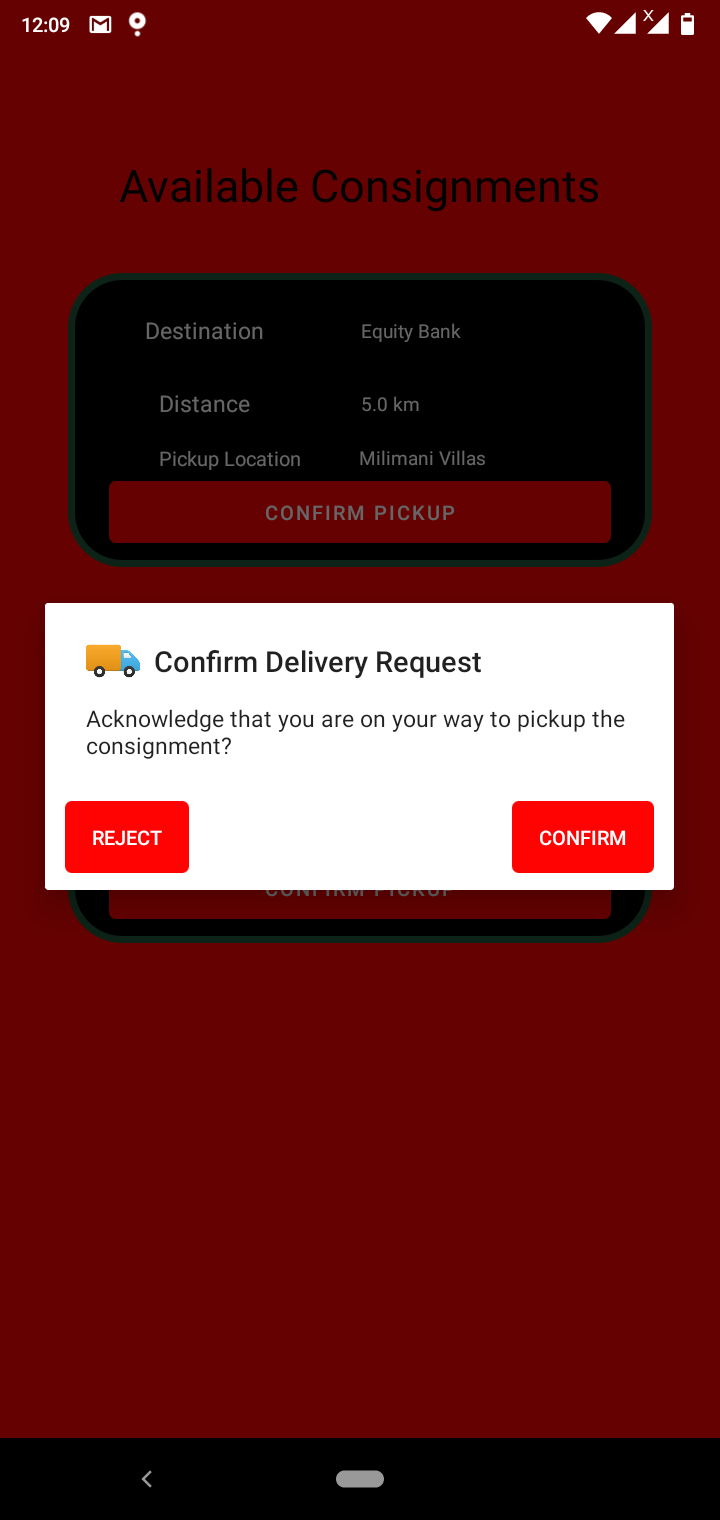 12:09
X
Available Consignments
Destination Equity Bank
Distance 5.0 km
Pickup Location Milimani Villas
CONFIRM PICKUP
Confirm Delivery Request
Acknowledge that you are on your way to pickup the
consignment?
REJECT CONFIRM
CONFIRM PICKUP